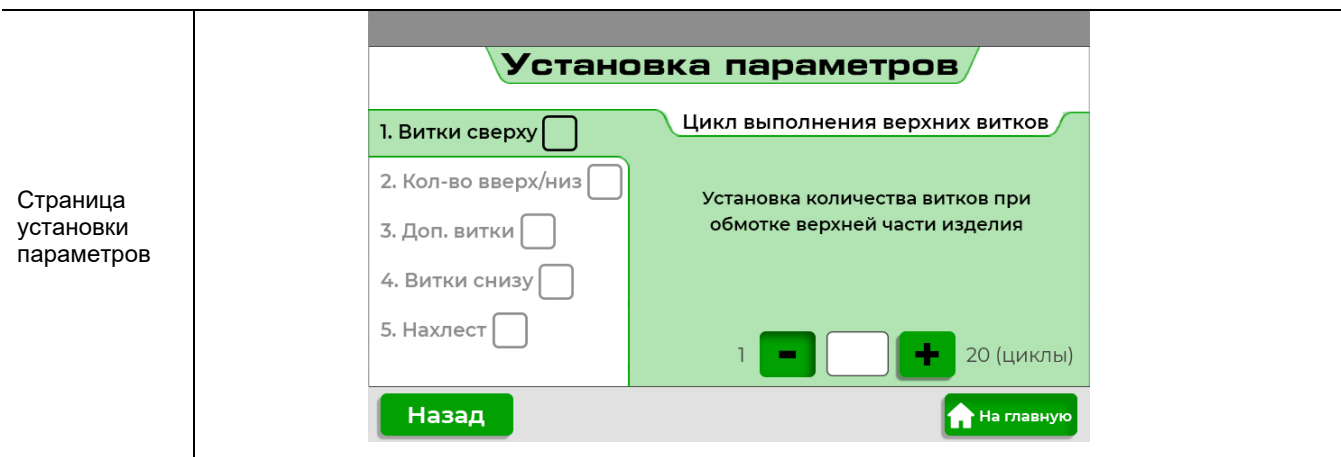 Страница
установки
параметров
Установка параметров
1. Витки сверху
2. Кол-во вверх/низ
3. Доп. витки
4. Витки снизу
5. Нахлест
Цикл выполнения верхних витков
Установка количества витков при
обмотке верхней части изделия
1 - + 20 (циклы)
Назад
На главную